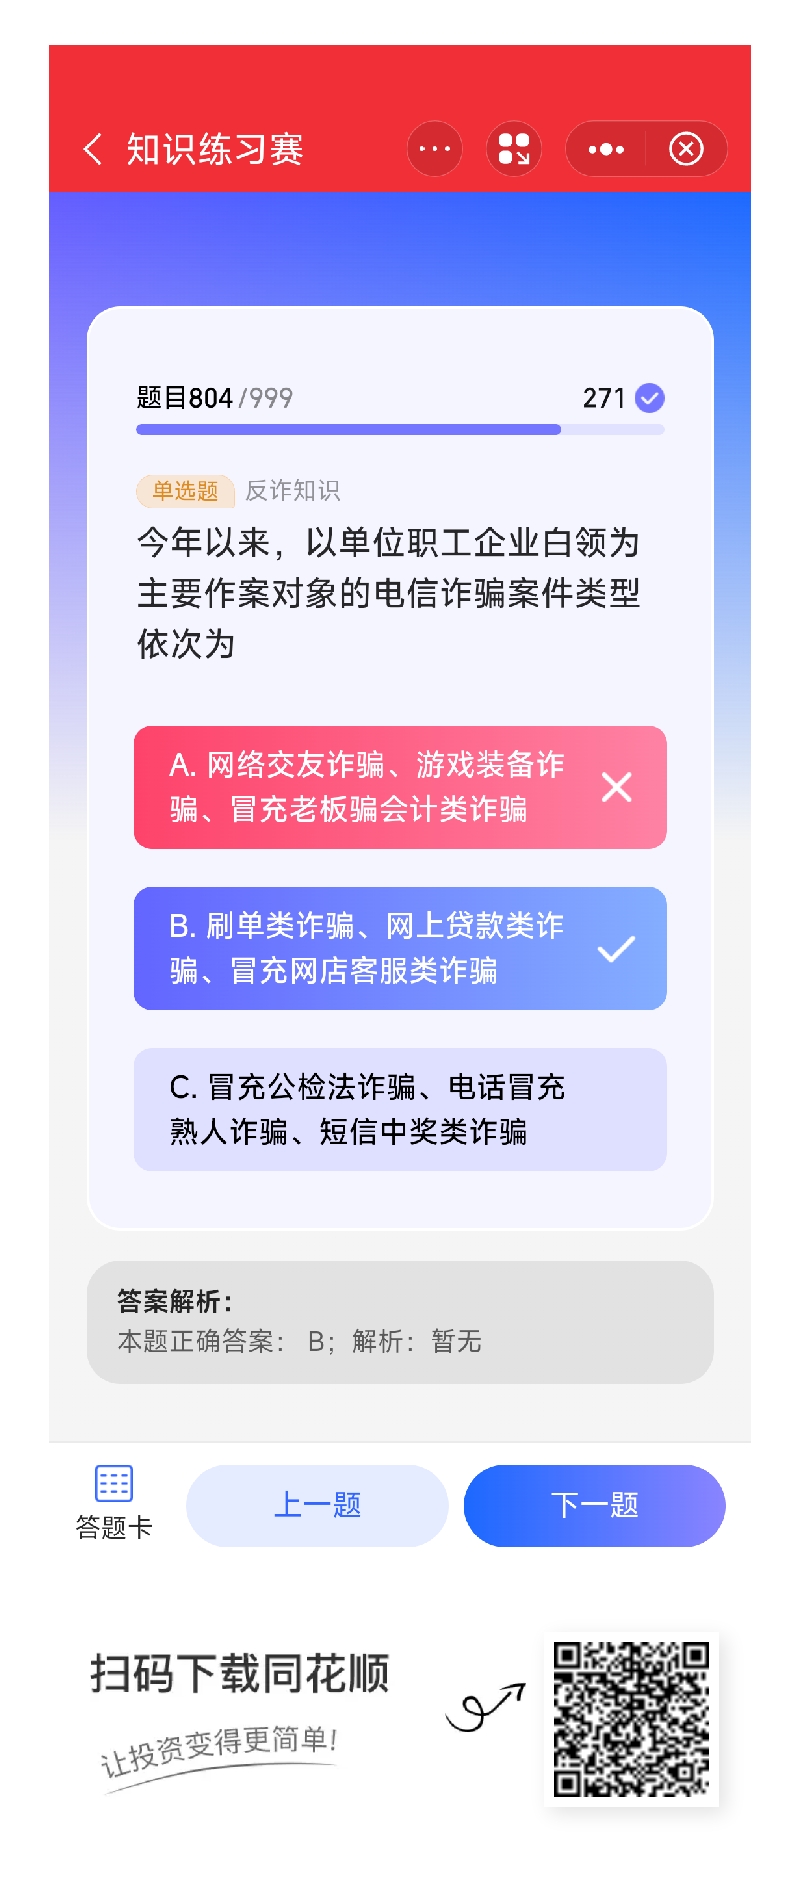 知识练习赛
题目804/999
271
单选题 反诈知识
今年以来，以单位职工企业白领为
主要作案对象的电信诈骗案件类型
依次为
A. 网络交友诈骗、游戏装备诈
骗、冒充老板骗会计类诈骗
B. 刷单类诈骗、网上贷款类诈
骗、冒充网店客服类诈骗
C. 冒充公检法诈骗、电话冒充
熟人诈骗、短信中奖类诈骗
答案解析：
本题正确答案： B；解析：暂无
答题卡
上一题
下一题
扫码下载同花顺
让投资变得更简单!